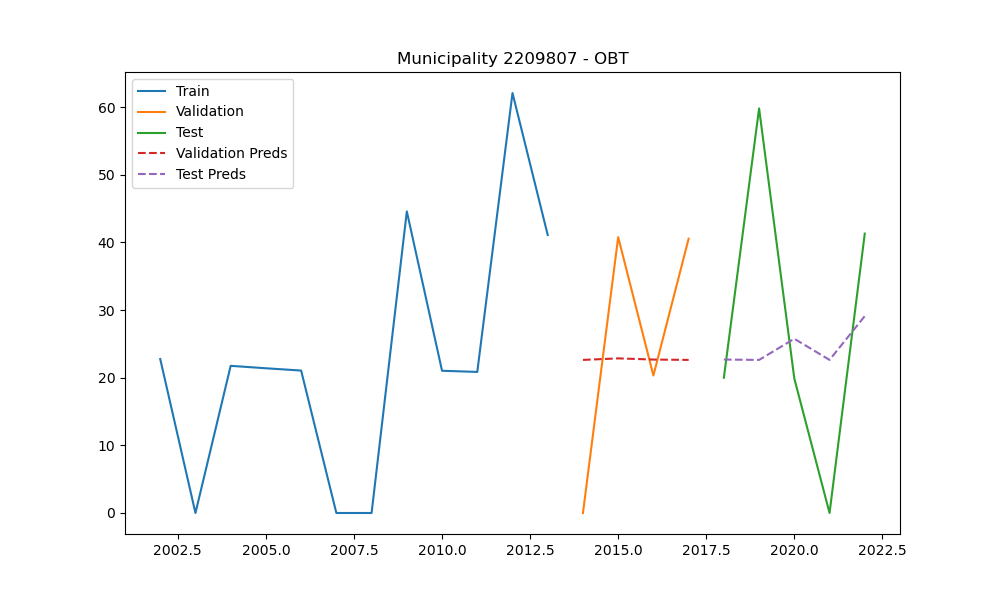 Municipality 2209807 - OBT
Train
Validation
Test
Validation Preds
Test Preds
60
50
40
30
20
10
0
2002.5 2005.0 2007.5 2010.0 2012.5 2015.0 2017.5 2020.0 2022.5